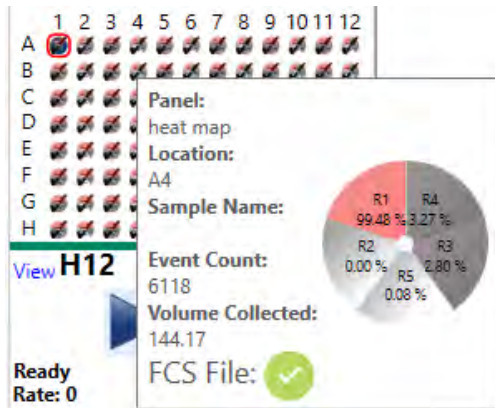 1 2 3 4 5 6 7 8 9 10 11 12
A
B
C
D
E
F
G
H
View H12
Ready
Rate: 0
Panel:
heat map
Location:
A4
Sample Name:
Event Count:
6118
Volume Collected:
144.17
FCS File:
R1
99.48 %
R4
3.27 %
R2
0.00 %
R3
2.80 %
R5
0.08 %